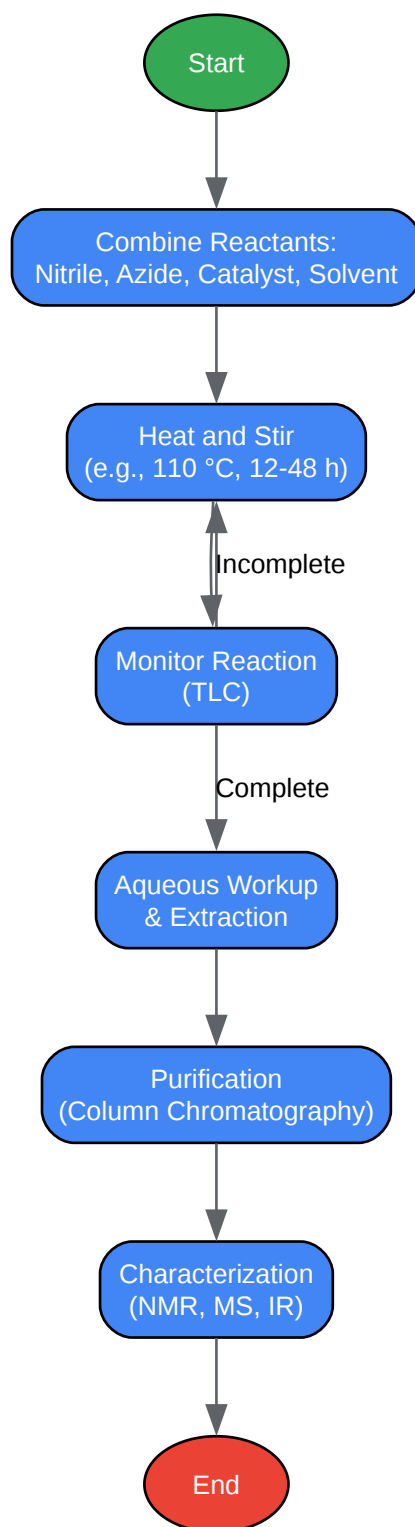 Start
Combine Reactants:
Nitrile, Azide, Catalyst, Solvent
Heat and Stir
(e.g., 110 °C, 12-48 h)
Incomplete
Monitor Reaction
(TLC)
Complete
Aqueous Workup
& Extraction
Purification
(Column Chromatography)
Characterization
(NMR, MS, IR)
End